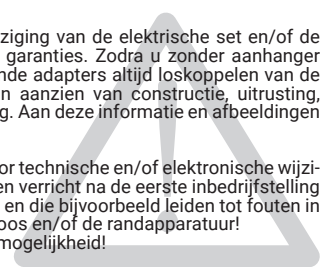 ziging van de elektrische set en/of de
garanties. Zodra u zonder aanhanger
nde adapters altijd loskoppelen van de
n aanzien van constructie, uitrusting,
g. Aan deze informatie en afbeeldingen
or technische en/of elektronische wijzi-
en verricht na de eerste inbedrijfstelling
en die bijvoorbeeld leiden tot fouten in
oos en/of de randapparatuur!
mogelijkheid!